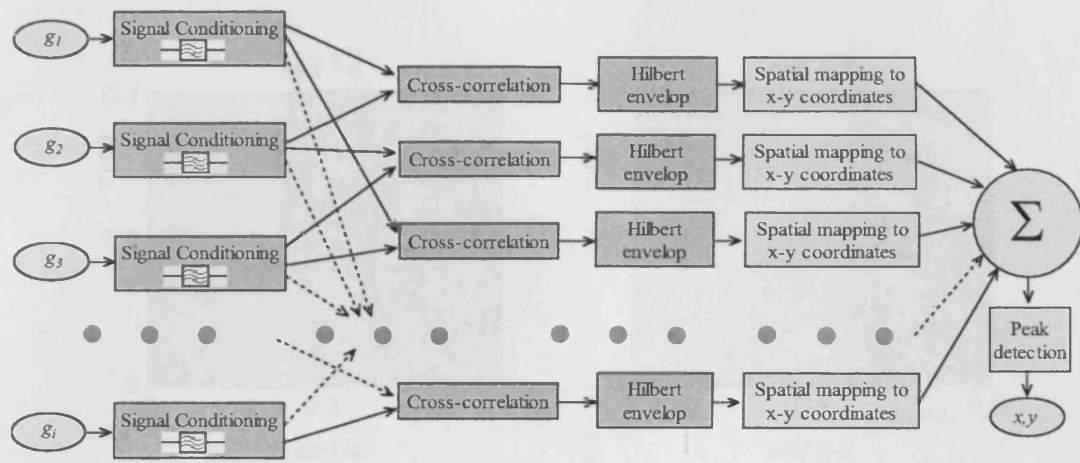 g1
Signal Conditioning
Cross-correlation
Hilbert
envelop
Spatial mapping to
x-y coordinates
g2
Signal Conditioning
Cross-correlation
Hilbert
envelop
Spatial mapping to
x-y coordinates
g3
Signal Conditioning
Cross-correlation
Hilbert
envelop
Spatial mapping to
x-y coordinates
Σ
Peak
detection
gi
Signal Conditioning
Cross-correlation
Hilbert
envelop
Spatial mapping to
x-y coordinates
x,y